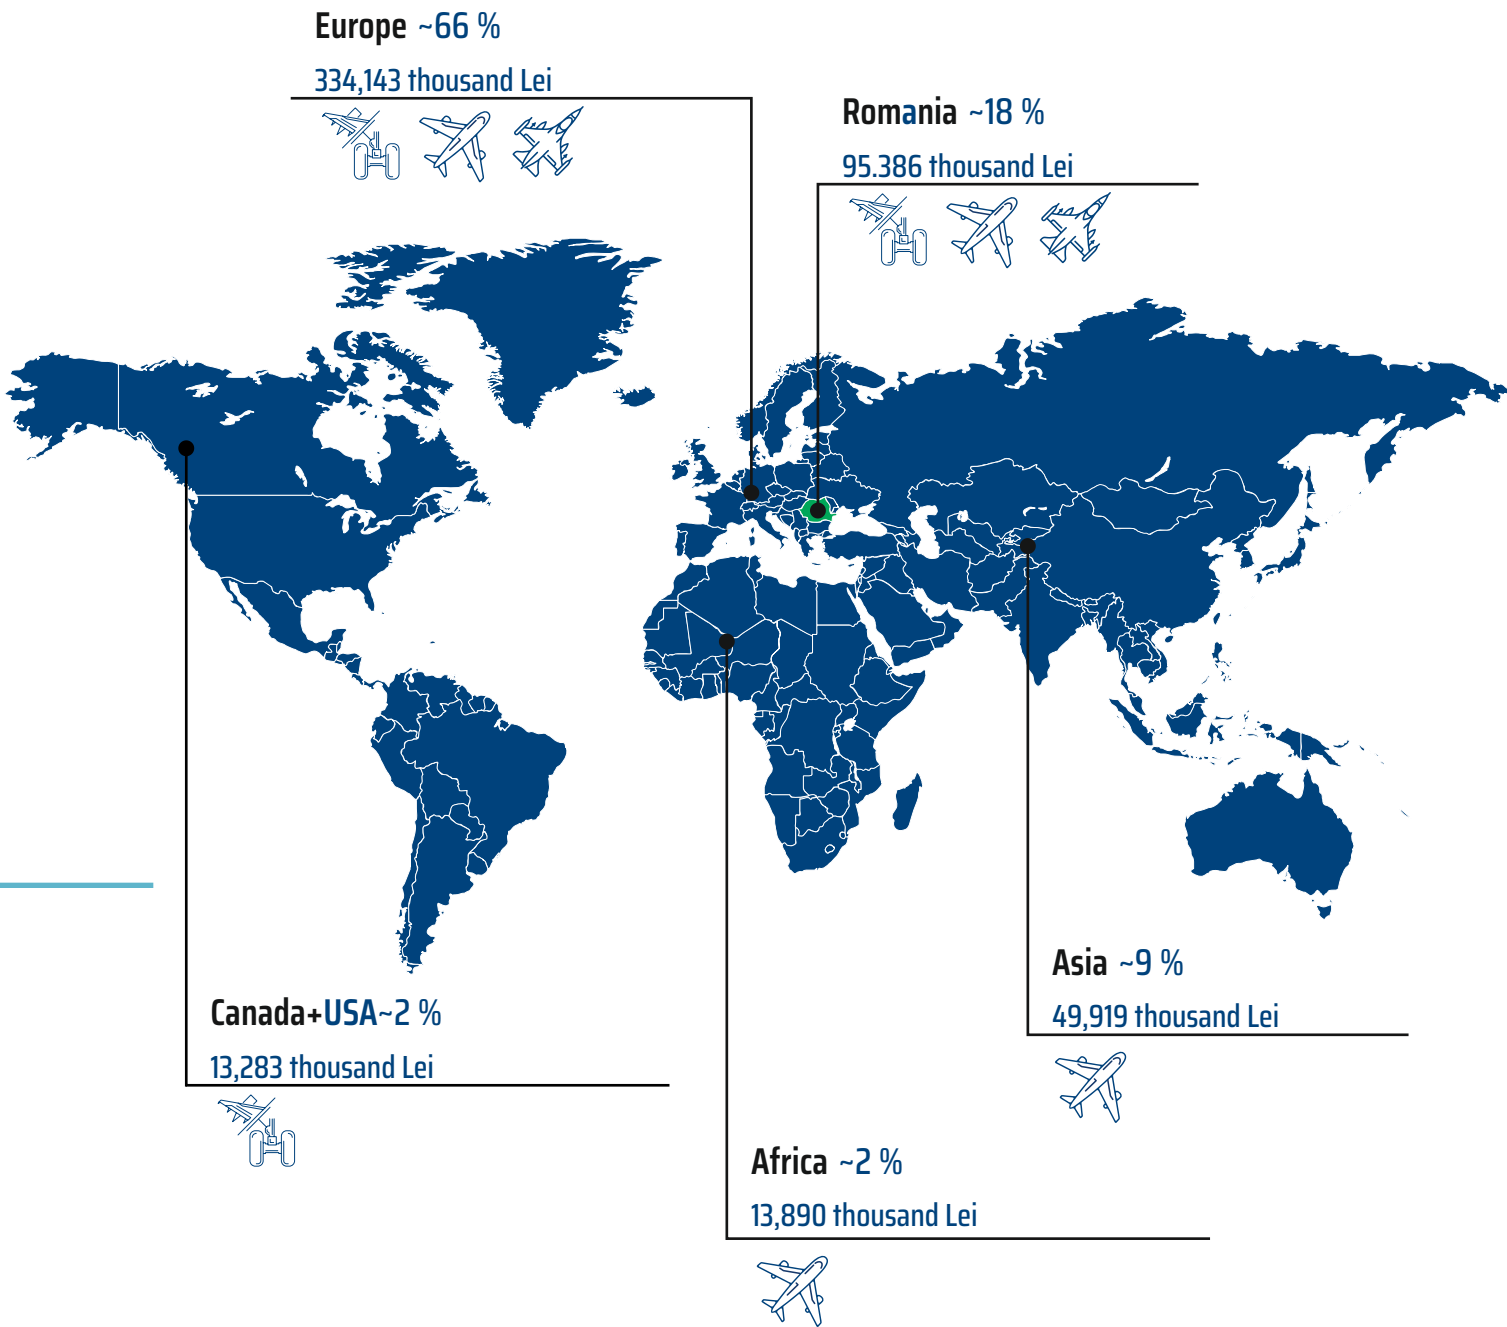 Europe ~66 %
334,143 thousand Lei
Romania ~18 %
95.386 thousand Lei
Asia ~9 %
49,919 thousand Lei
Canada+USA~2 %
13,283 thousand Lei
Africa ~2 %
13,890 thousand Lei